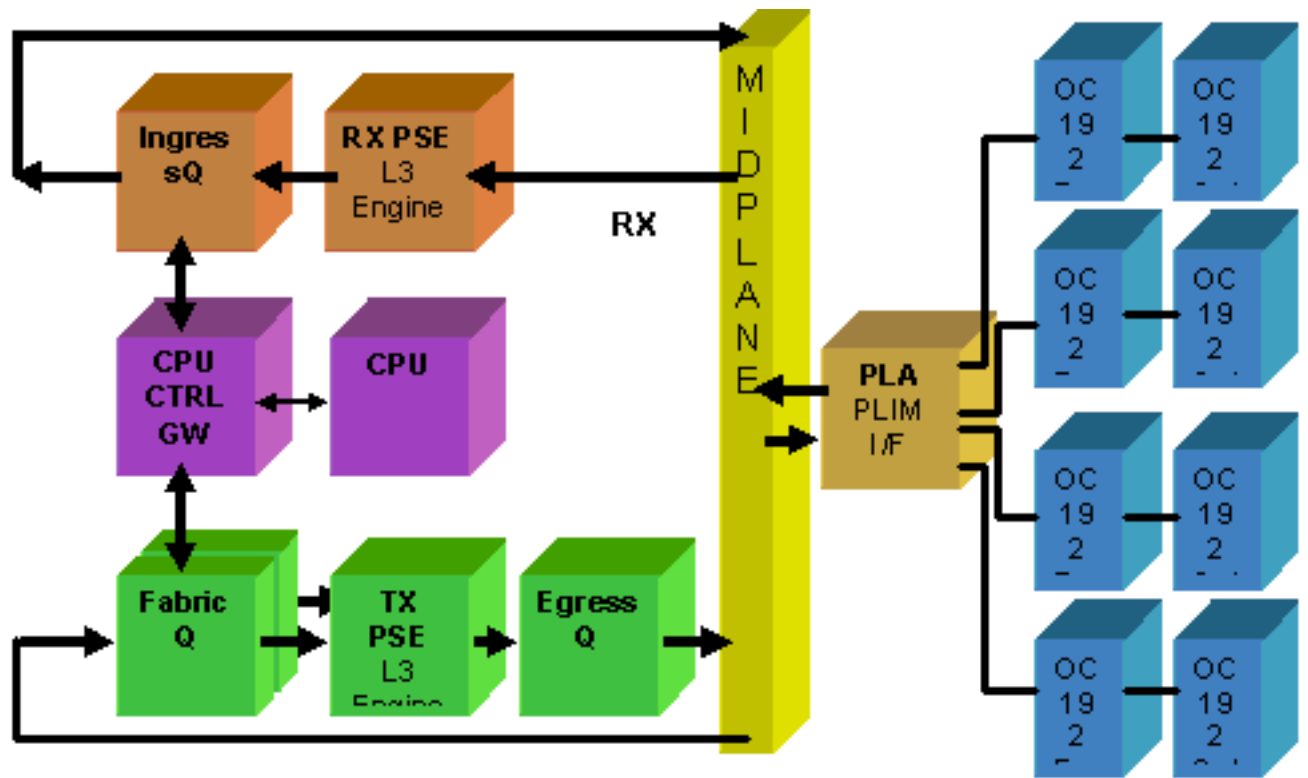 Ingres
sQ
RX PSE
L3
Engine
RX
CPU
CTRL
GW
CPU
Fabric
Q
TX
PSE
L3
Engine
Egress
Q
MIDPLANE
PLA
PLIM
I/F
OC
19
2
OC
19
2
OC
19
2
OC
19
2
OC
19
2
OC
19
2
OC
19
2
OC
19
2